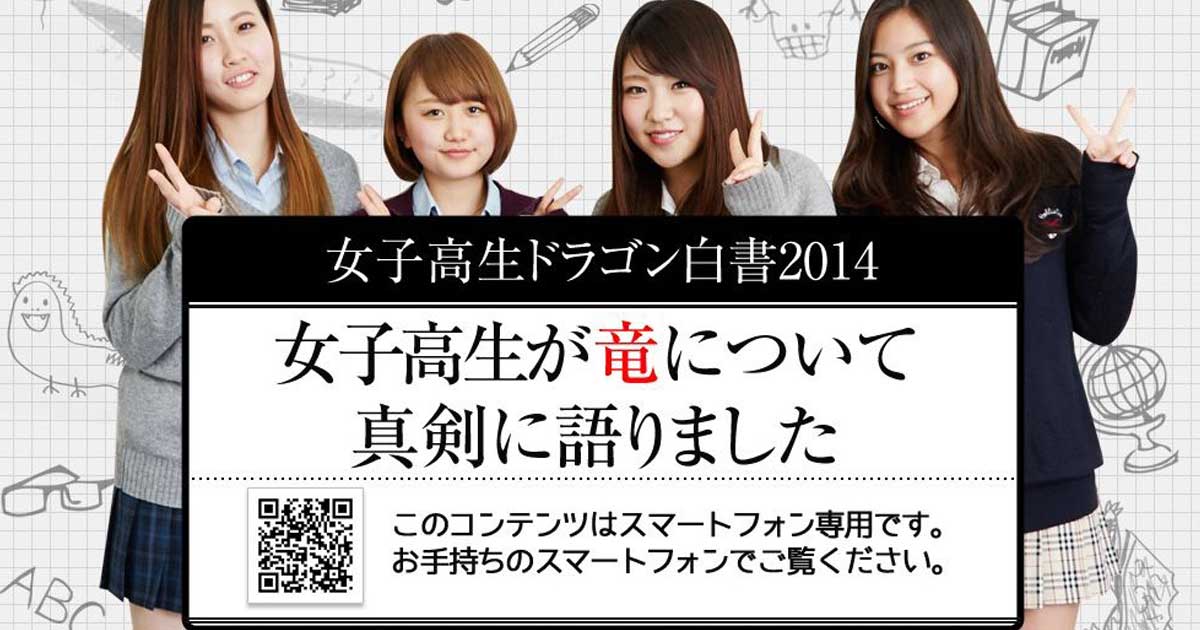 女子高生ドラゴン白書2014
女子高生が竜について
真剣に語りました
このコンテンツはスマートフォン専用です。
お手持ちのスマートフォンでご覧ください。
ABC